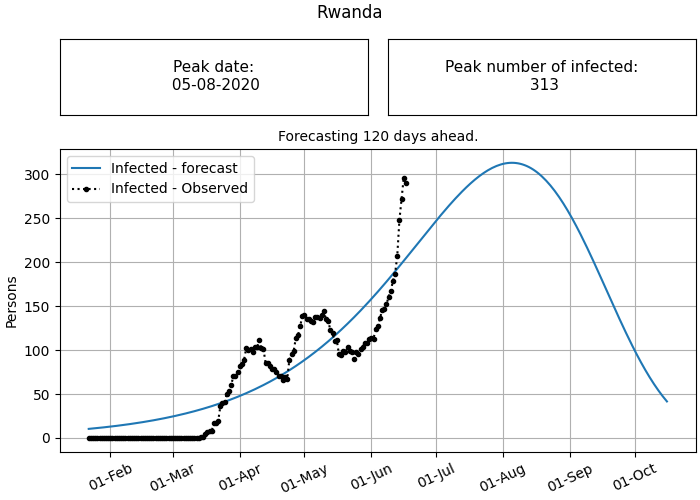 Rwanda
Peak date:
05-08-2020
Peak number of infected:
313
Forecasting 120 days ahead.
Infected - forecast
Infected - Observed
Persons
300
250
200
150
100
50
0
01-Feb
01-Mar
01-Apr
01-May
01-Jun
01-Jul
01-Aug
01-Sep
01-Oct